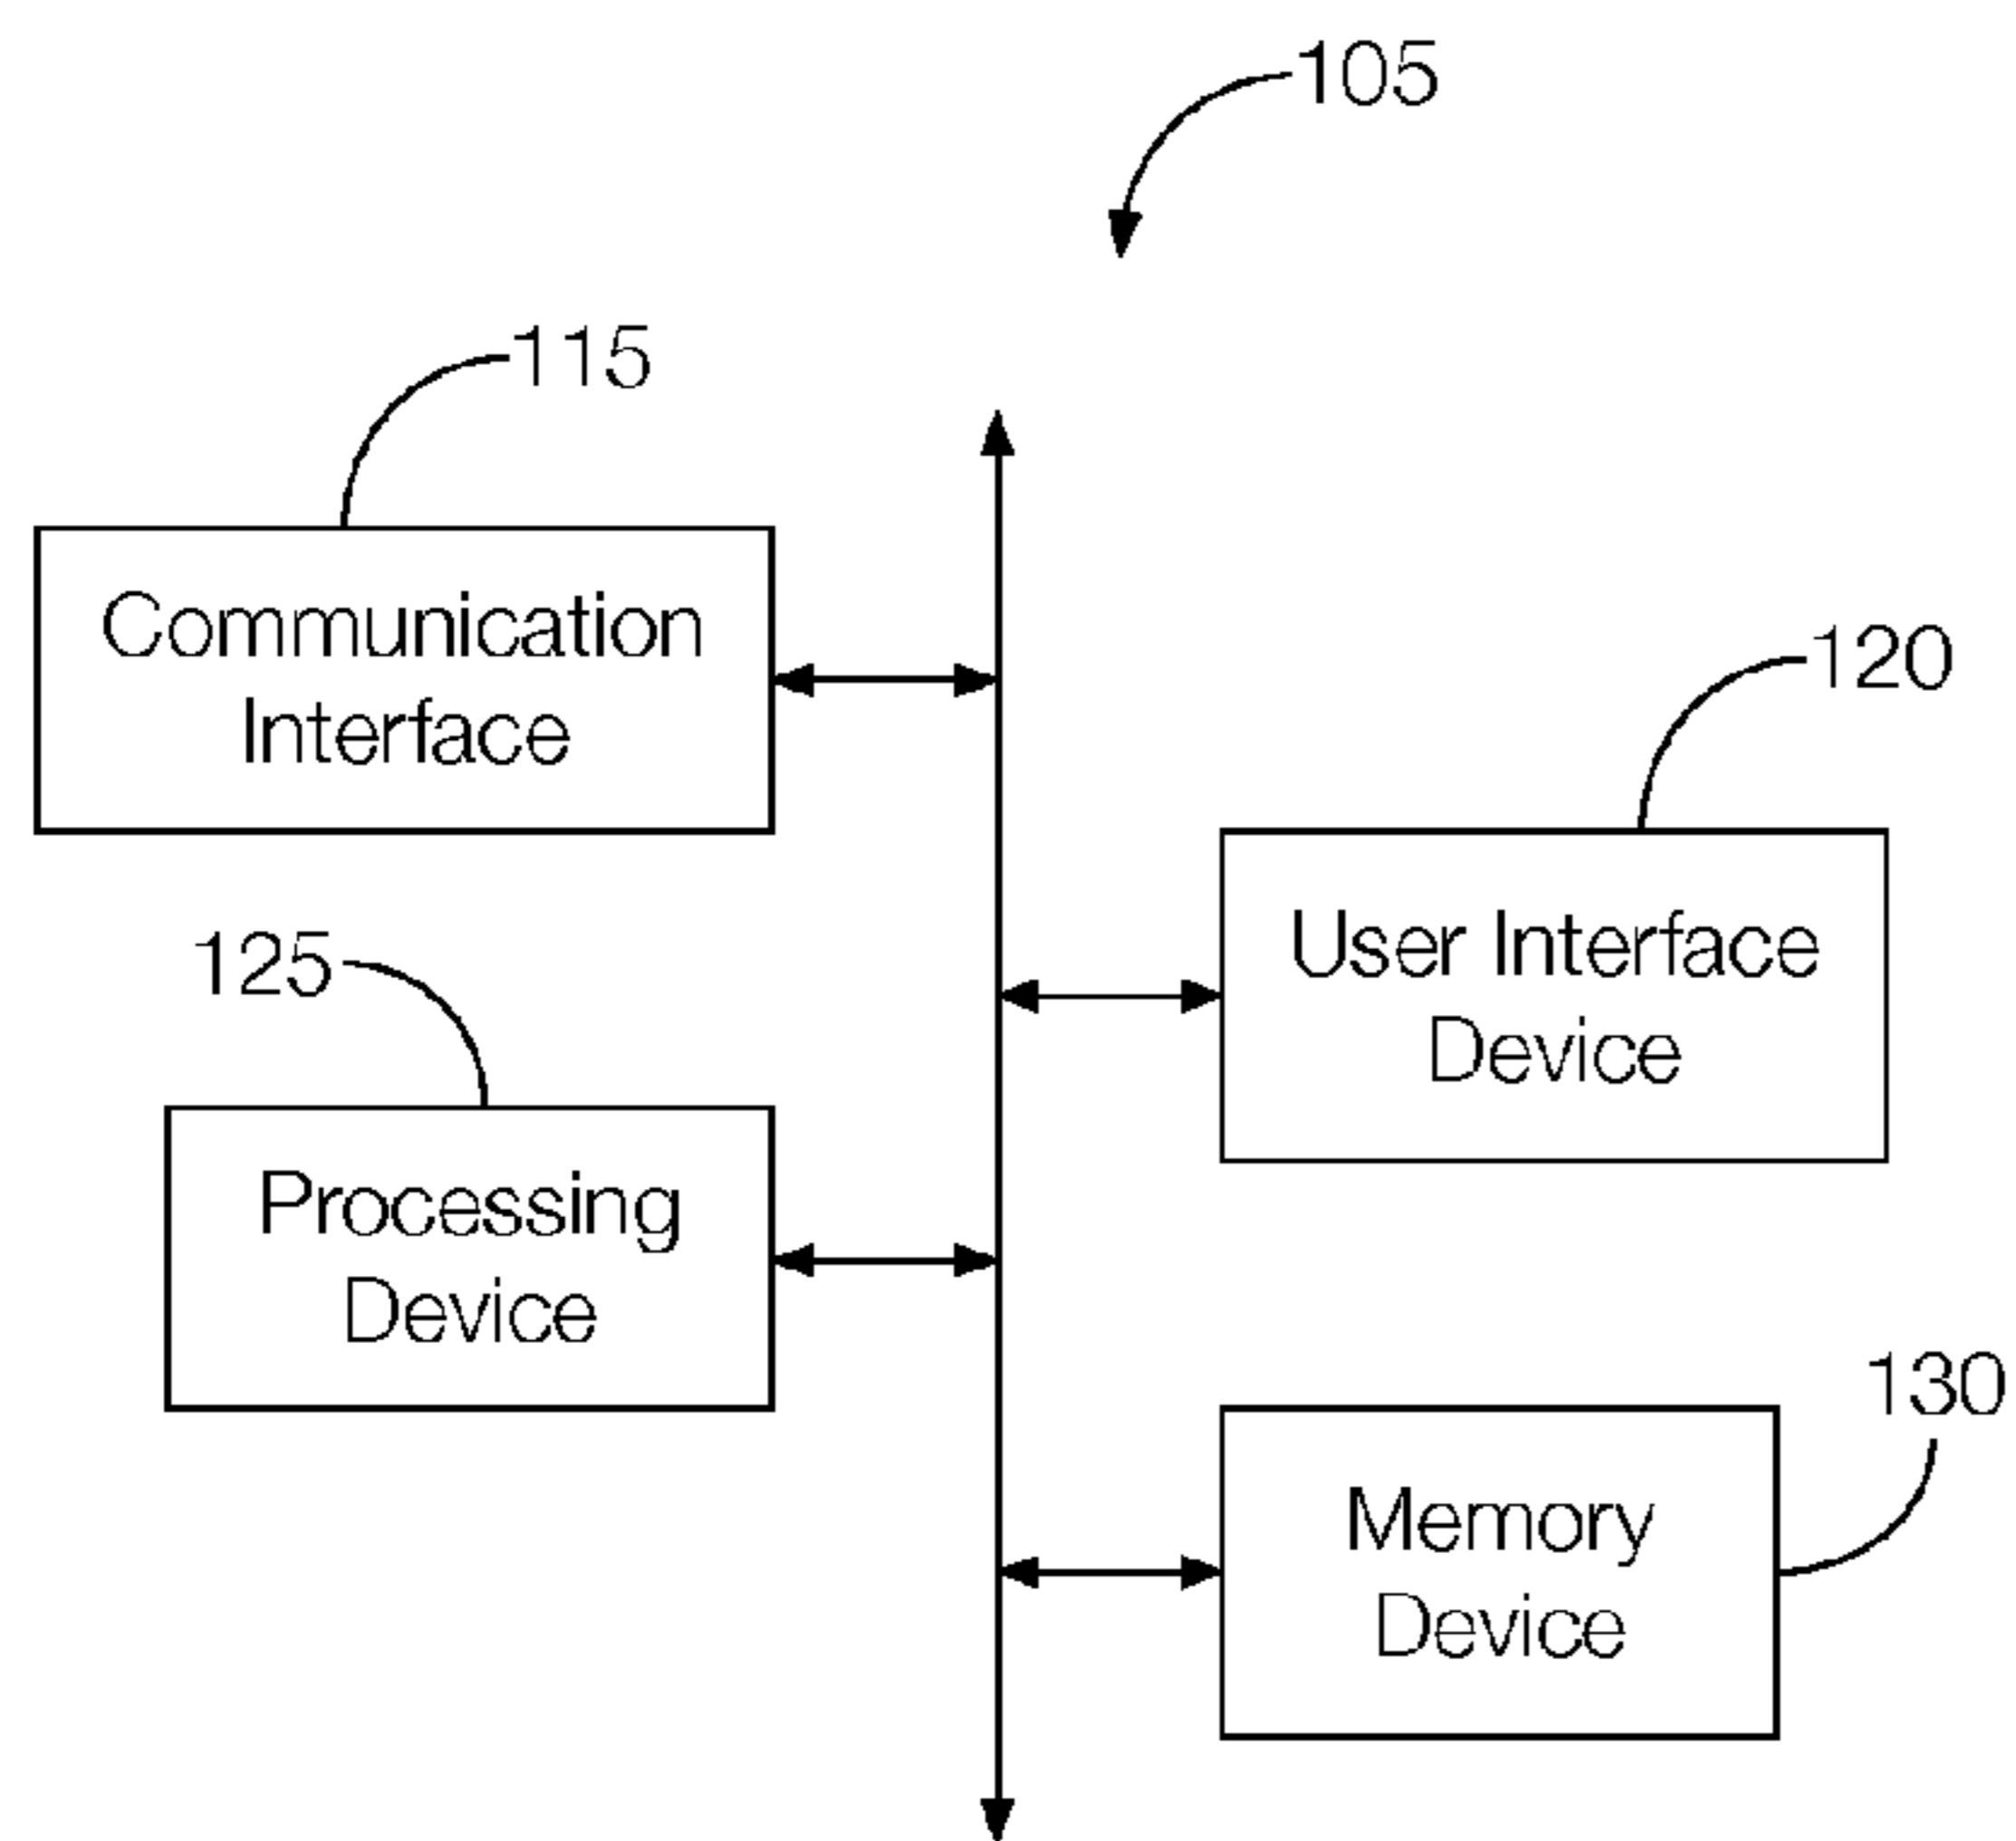 105
115
Communication
Interface
120
User Interface
Device
125
Processing
Device
130
Memory
Device